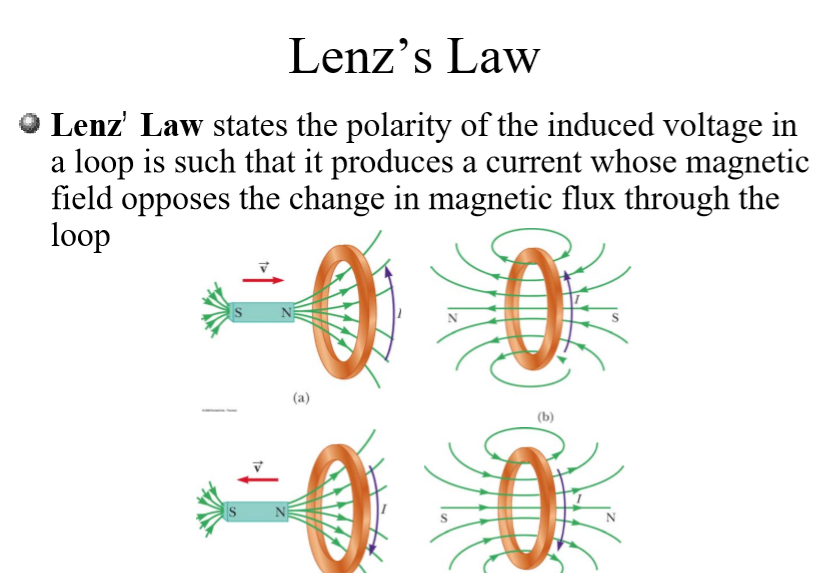 Lenz’s Law
Lenz' Law states the polarity of the induced voltage in
a loop is such that it produces a current whose magnetic
field opposes the change in magnetic flux through the
loop
v
S N
I
N I S
(a)
(b)
v
S N
I
S I N